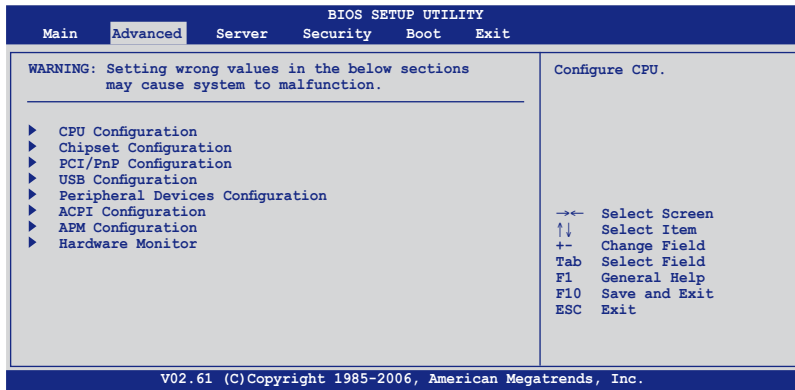 BIOS SETUP UTILITY
Main Advanced Server Security Boot Exit
WARNING: Setting wrong values in the below sections
may cause system to malfunction.
CPU Configuration
Chipset Configuration
PCI/PnP Configuration
USB Configuration
Peripheral Devices Configuration
ACPI Configuration
APM Configuration
Hardware Monitor
Configure CPU.
→← Select Screen
↑↓ Select Item
+- Change Field
Tab Select Field
F1 General Help
F10 Save and Exit
ESC Exit
V02.61 (C)Copyright 1985-2006, American Megatrends, Inc.